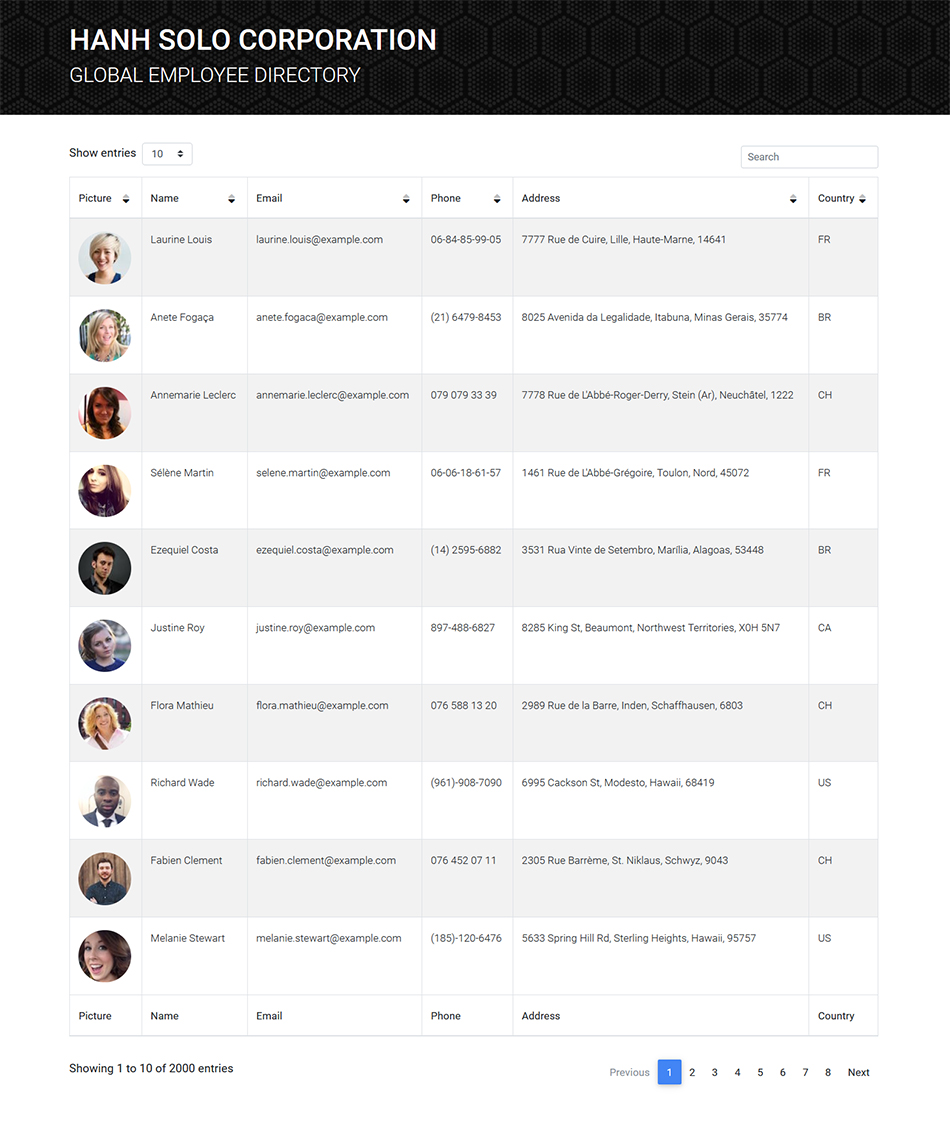 HANH SOLO CORPORATION
GLOBAL EMPLOYEE DIRECTORY
Show entries 10 Search
Picture Name Email Phone Address Country
Laurine Louis laurine.louis@example.com 06-84-85-99-05 7777 Rue de Cuire, Lille, Haute-Marne, 14641 FR
Anete Fogaça anete.fogaca@example.com (21) 6479-8453 8025 Avenida da Legalidade, Itabuna, Minas Gerais, 35774 BR
Annemarie Leclerc annemarie.leclerc@example.com 079 079 33 39 7778 Rue de L'Abbé-Roger-Derry, Stein (Ar), Neuchâtel, 1222 CH
Sélène Martin selene.martin@example.com 06-06-18-61-57 1461 Rue de L'Abbé-Grégoire, Toulon, Nord, 45072 FR
Ezequiel Costa ezequiel.costa@example.com (14) 2595-6882 3531 Rua Vinte de Setembro, Marília, Alagoas, 53448 BR
Justine Roy justine.roy@example.com 897-488-6827 8285 King St, Beaumont, Northwest Territories, X0H 5N7 CA
Flora Mathieu flora.mathieu@example.com 076 588 13 20 2989 Rue de la Barre, Inden, Schaffhausen, 6803 CH
Richard Wade richard.wade@example.com (961)-908-7090 6995 Cackson St, Modesto, Hawaii, 68419 US
Fabien Clement fabien.clement@example.com 076 452 07 11 2305 Rue Barrème, St. Niklaus, Schwyz, 9043 CH
Melanie Stewart melanie.stewart@example.com (185)-120-6476 5633 Spring Hill Rd, Sterling Heights, Hawaii, 95757 US
Picture Name Email Phone Address Country
Showing 1 to 10 of 2000 entries Previous 1 2 3 4 5 6 7 8 Next